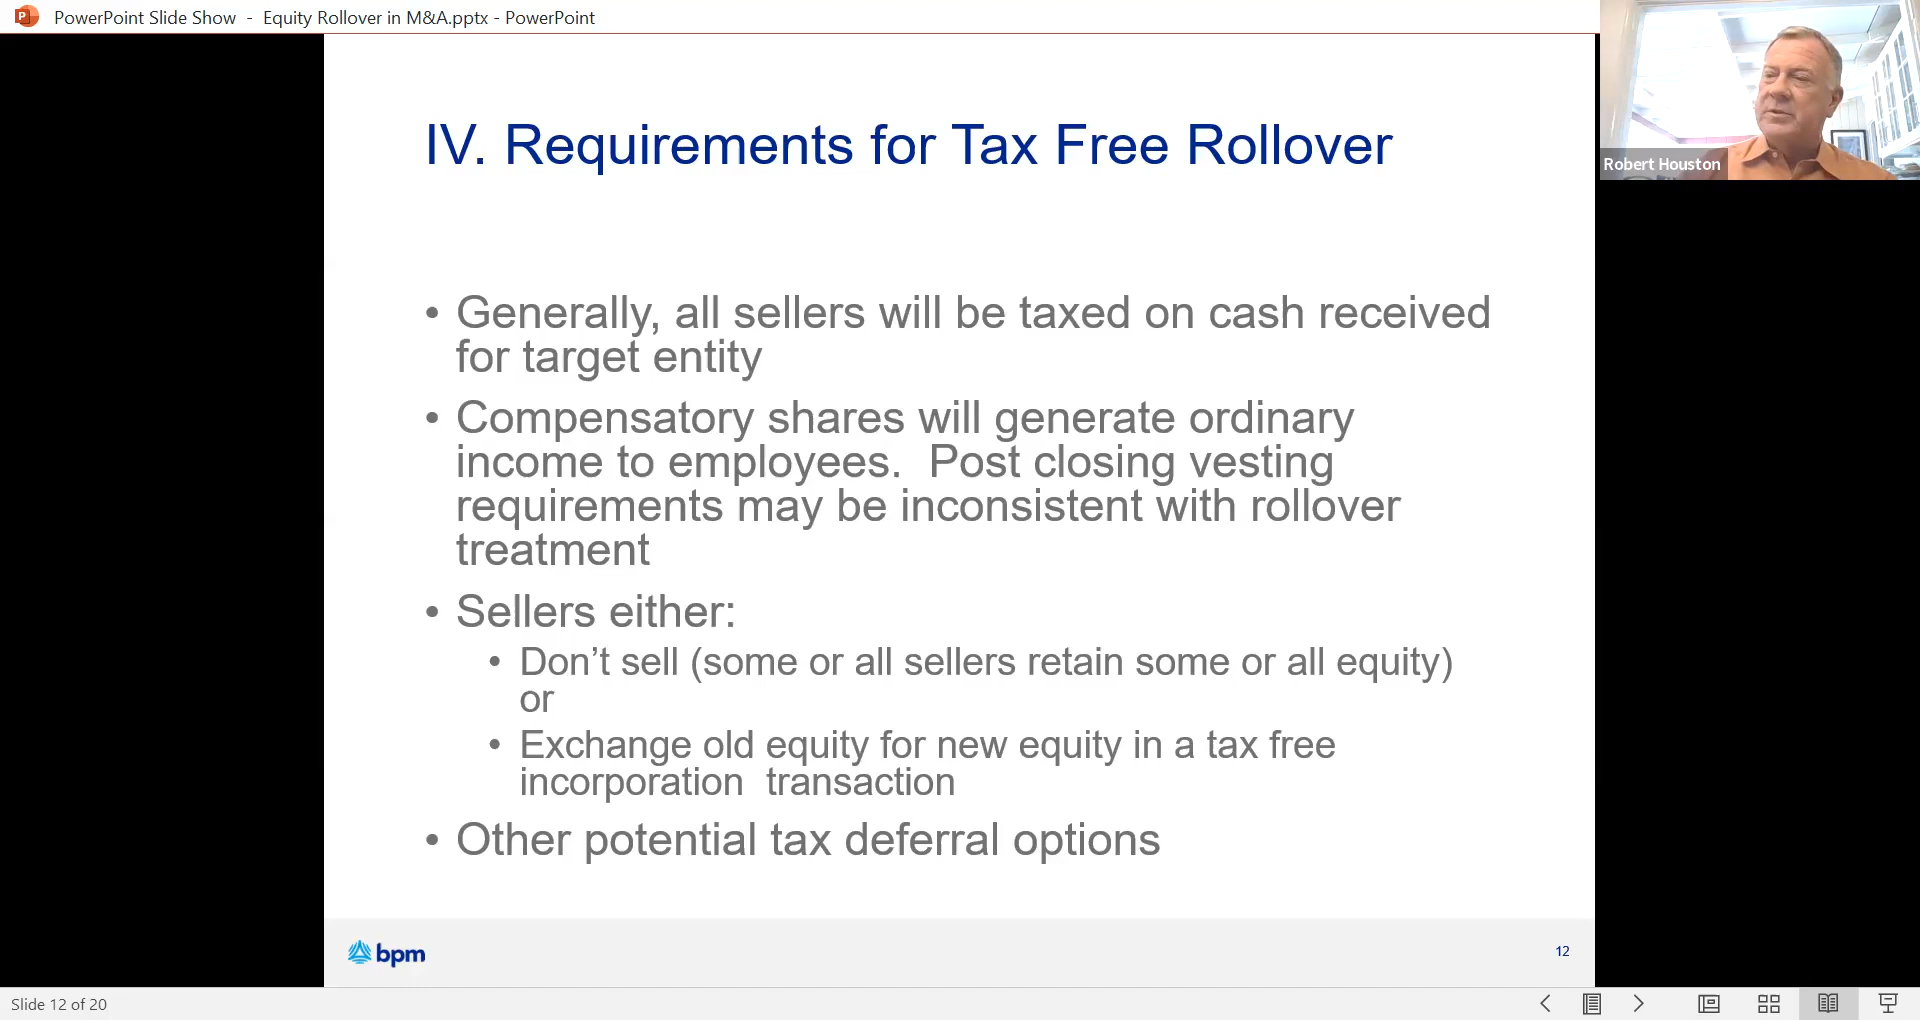 PowerPoint Slide Show - Equity Rollover in M&A.pptx - PowerPoint
Robert Houston
IV. Requirements for Tax Free Rollover
• Generally, all sellers will be taxed on cash received
for target entity
• Compensatory shares will generate ordinary
income to employees.  Post closing vesting
requirements may be inconsistent with rollover
treatment
• Sellers either:
• Don’t sell (some or all sellers retain some or all equity)
or
• Exchange old equity for new equity in a tax free
incorporation  transaction
• Other potential tax deferral options
bpm
12
Slide 12 of 20